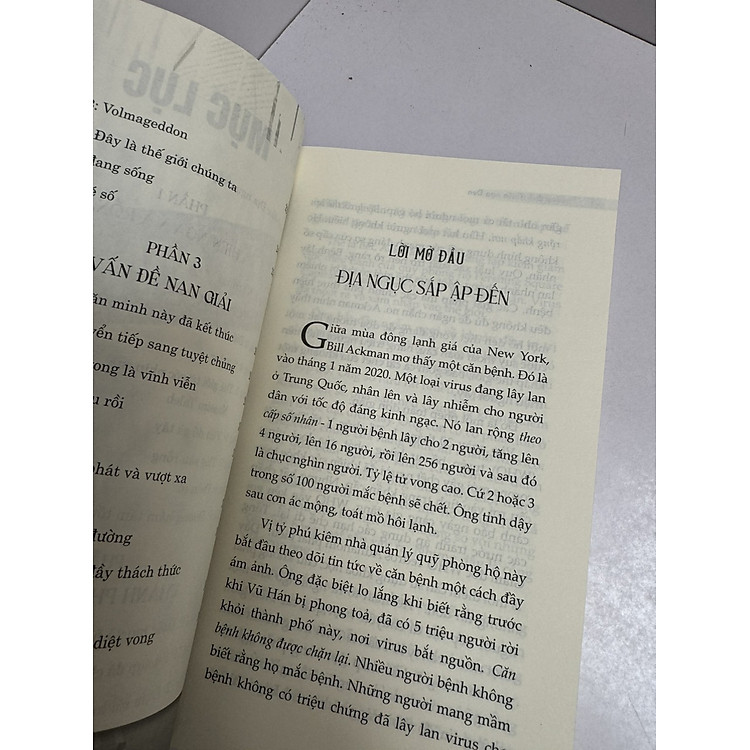 MỤC LỤC
2: Volmageddon
Đây là thế giới chúng ta
đang sống
é số
PHẦN 3
VẤN ĐỀ NAN GIẢI
ăn minh này đã kết thúc
yển tiếp sang tuyệt chủng
ong là vĩnh viễn
u rồi
phát và vượt xa
đường
đầy thách thức
diệt vong
LỜI MỞ ĐẦU
ĐỊA NGỤC SẮP ẬP ĐẾN
Giữa mùa đông lạnh giá của New York,
Bill Ackman mơ thấy một căn bệnh. Đó là
vào tháng 1 năm 2020. Một loại virus đang lây lan
ở Trung Quốc, nhân lên và lây nhiễm cho người
dân với tốc độ đáng kinh ngạc. Nó lan rộng theo
cấp số nhân - 1 người bệnh lây cho 2 người, tăng lên
4 người, lên 16 người, rồi lên 256 người và sau đó
là chục nghìn người. Tỷ lệ tử vong cao. Cứ 2 hoặc 3
trong số 100 người mắc bệnh sẽ chết. Ông tỉnh dậy
sau cơn ác mộng, toát mồ hôi lạnh.
Vị tỷ phú kiêm nhà quản lý quỹ phòng hộ này
bắt đầu theo dõi tin tức về căn bệnh một cách đầy
ám ảnh. Ông đặc biệt lo lắng khi biết rằng trước
khi Vũ Hán bị phong toả, đã có 5 triệu người rời
khỏi thành phố này, nơi virus bắt nguồn. Căn
bệnh không được chặn lại. Nhiều người bệnh không
biết rằng họ mắc bệnh. Những người mang mầm
bệnh không có triệu chứng đã lây lan virus